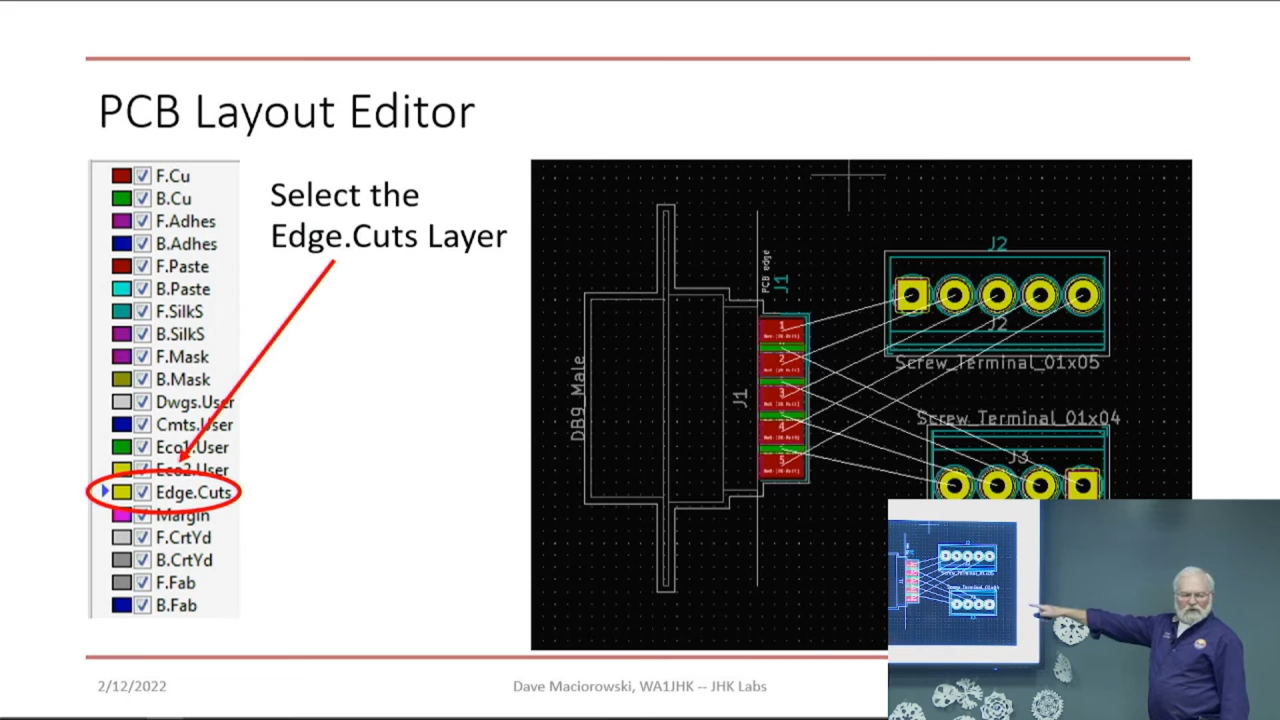 PCB Layout Editor
F.Cu
B.Cu
F.Adhes
B.Adhes
F.Paste
B.Paste
F.SilkS
B.SilkS
F.Mask
B.Mask
Dwgs.User
Cmts.User
Eco1.User
Eco2.User
Edge.Cuts
Margin
F.CrtYd
B.CrtYd
F.Fab
B.Fab
Select the
Edge.Cuts Layer
DB9_Male
J1
PCB edge
J1
2
4
J2
J2
Screw_Terminal_01x05
Screw_Terminal_01x04
J3
2/12/2022
Dave Maciorowski, WA1JHK -- JHK Labs